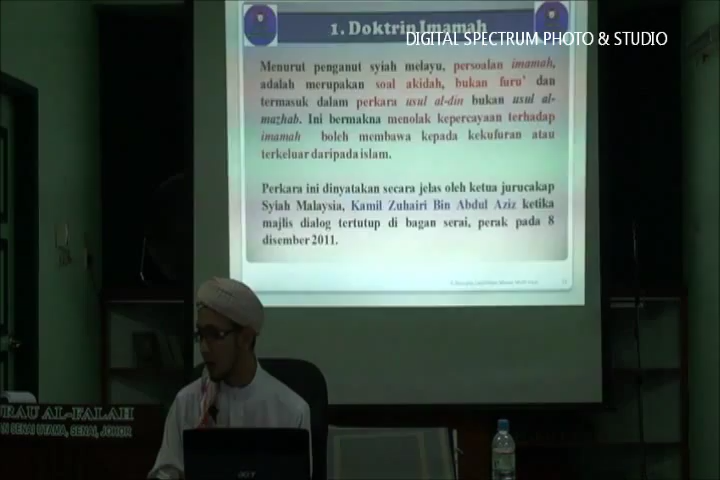 1. Doktrin Imamah
DIGITAL SPECTRUM PHOTO & STUDIO
Menurut penganut syiah melayu, persoalan imamah,
adalah merupakan soal akidah, bukan furu' dan
termasuk dalam perkara usul al-din bukan usul al-
mazhab. Ini bermakna menolak kepercayaan terhadap
imamah boleh membawa kepada kekufuran atau
terkeluar daripada islam.
Perkara ini dinyatakan secara jelas oleh ketua jurucakap
Syiah Malaysia, Kamil Zuhairi Bin Abdul Aziz ketika
majlis dialog tertutup di bagan serai, perak pada 8
disember 2011.
RAU AL-FALAH
N SENAI UTAMA, SENAI, JOHOR
acer